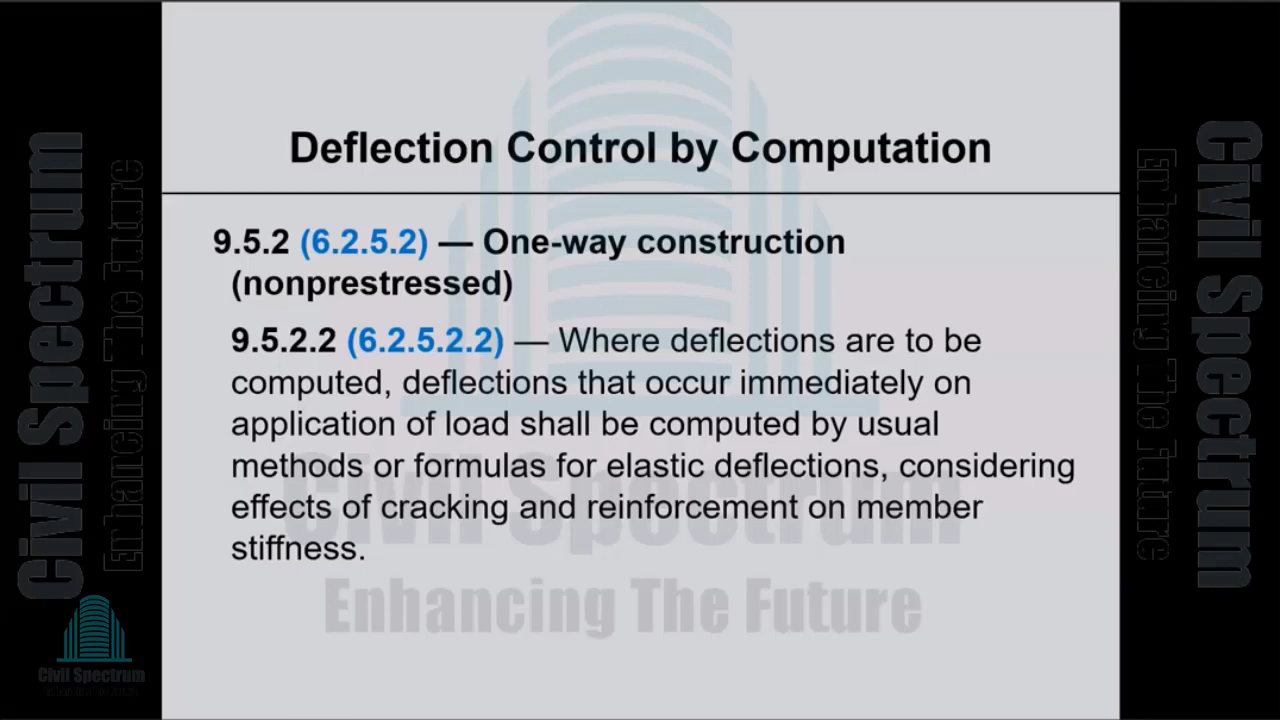 Deflection Control by Computation
9.5.2 (6.2.5.2) — One-way construction
(nonprestressed)
9.5.2.2 (6.2.5.2.2) — Where deflections are to be
computed, deflections that occur immediately on
application of load shall be computed by usual
methods or formulas for elastic deflections, considering
effects of cracking and reinforcement on member
stiffness.
Civil Spectrum
Enhancing The Future
Civil Spectrum
Enhancing The Future
Civil Spectrum
Civil Spectrum
Enhancing The Future